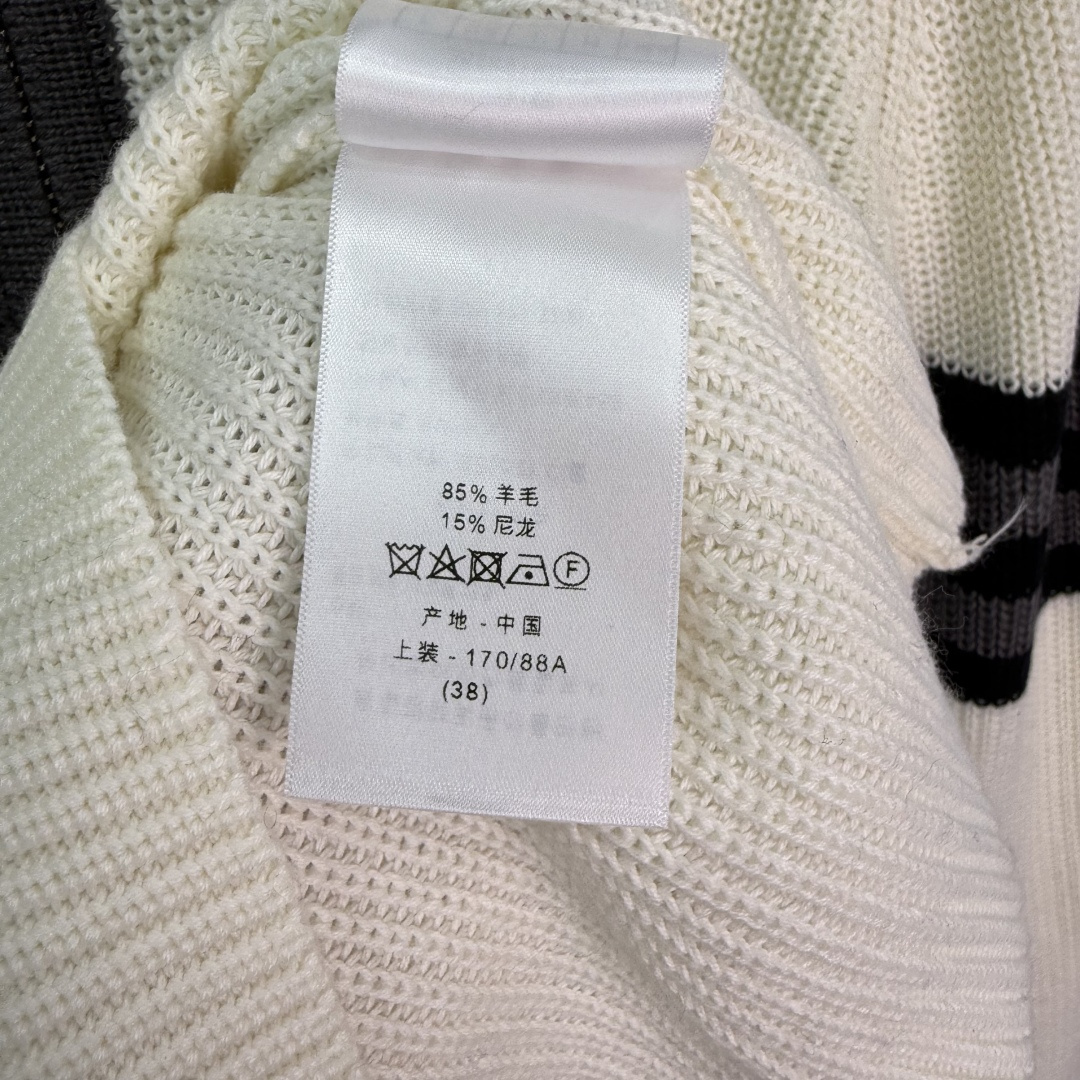 85% 羊毛
15% 尼龙
F
产地 - 中国
上装 - 170/88A
(38)